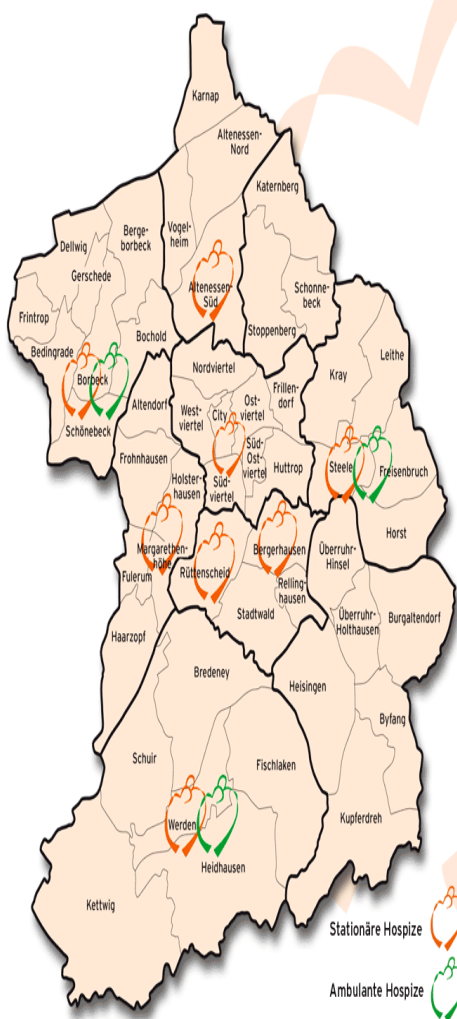 Karnap
Altenessen-
Nord
Katernberg
Vogel-
heim
Berge-
borbeck
Dellwig
Gerschede
Altenessen-
Süd
Schonne-
beck
Stoppenberg
Frintrop
Bedingrade
Bochold
Borbeck
Schönebeck
Nordviertel
Leithe
Kray
Altendorf
West-
viertel
City
Ost-
viertel
Frillen-
dorf
Frohnhausen
Süd-
Ost-
viertel
Huttrop
Steele
Freisenbruch
Holster-
hausen
Süd-
viertel
Horst
Margarethen-
höhe
Rüttenscheid
Bergerhausen
Überruhr-
Hinsel
Fulerum
Relling-
hausen
Stadtwald
Überruhr-
Holthausen
Burgaltendorf
Haarzopf
Bredeney
Heisingen
Byfang
Schuir
Fischlaken
Kupferdreh
Werden
Heidhausen
Kettwig
Stationäre Hospize
Ambulante Hospize